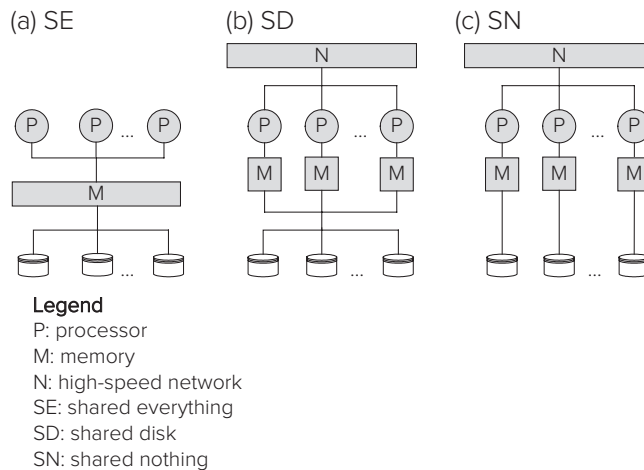 (a) SE
(b) SD
(c) SN
N
N
P P ... P
P P ... P
P P ... P
M
M M M
M M M
...
...
...
Legend
P: processor
M: memory
N: high-speed network
SE: shared everything
SD: shared disk
SN: shared nothing